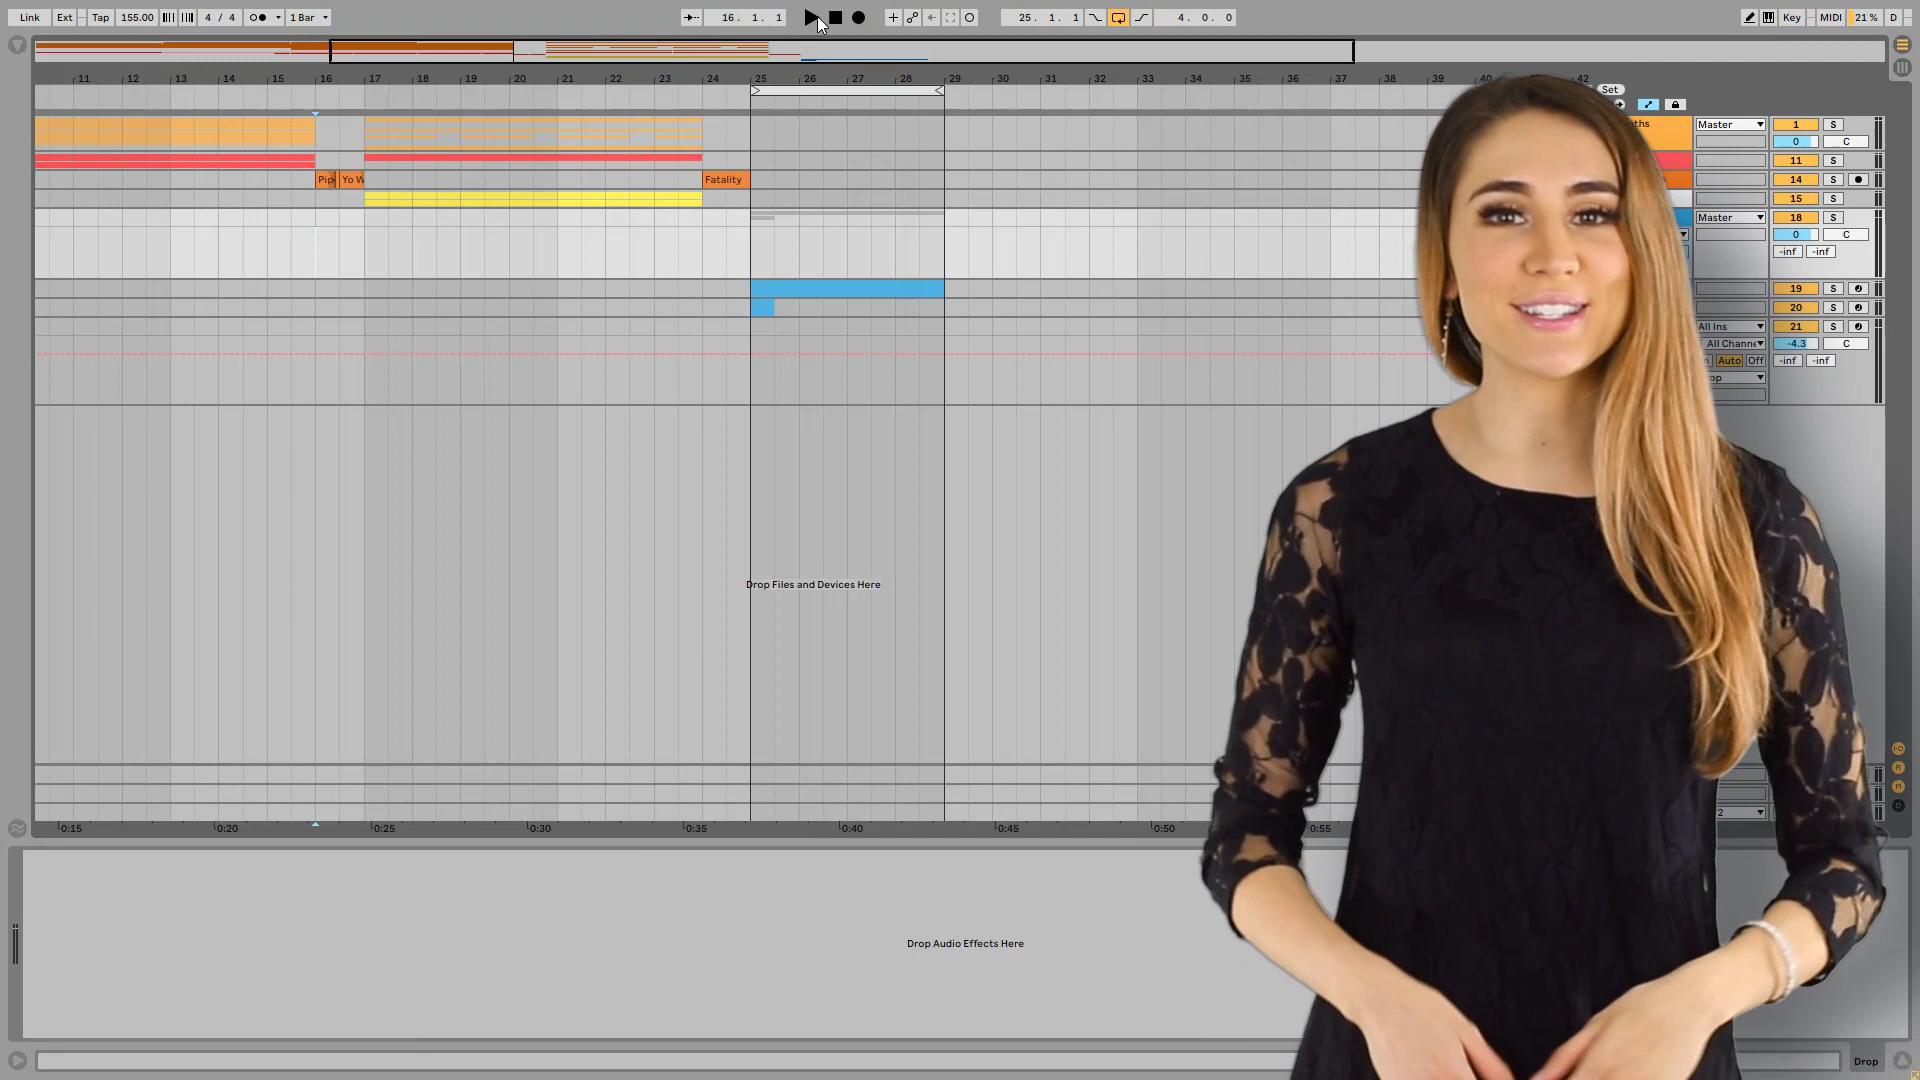 Link Ext Tap 155.00 4 / 4 1 Bar 16. 1. 1 25. 1. 1 4. 0. 0 Key MIDI 21 % D
11 12 13 14 15 16 17 18 19 20 21 22 23 24 25 26 27 28 29 30 31 32 33 34 35 36 37 38 39 40 42
Set
ths Master 1 S
0 C
11 S
Pip Yo W Fatality 14 S
15 S
Master 18 S
0 C
-inf -inf
19 S
20 S
All Ins 21 S
All Channe -4.3 C
Auto Off -inf -inf
op
Drop Files and Devices Here
2
0:15 0:20 0:25 0:30 0:35 0:40 0:45 0:50 0:55
Drop Audio Effects Here
Drop